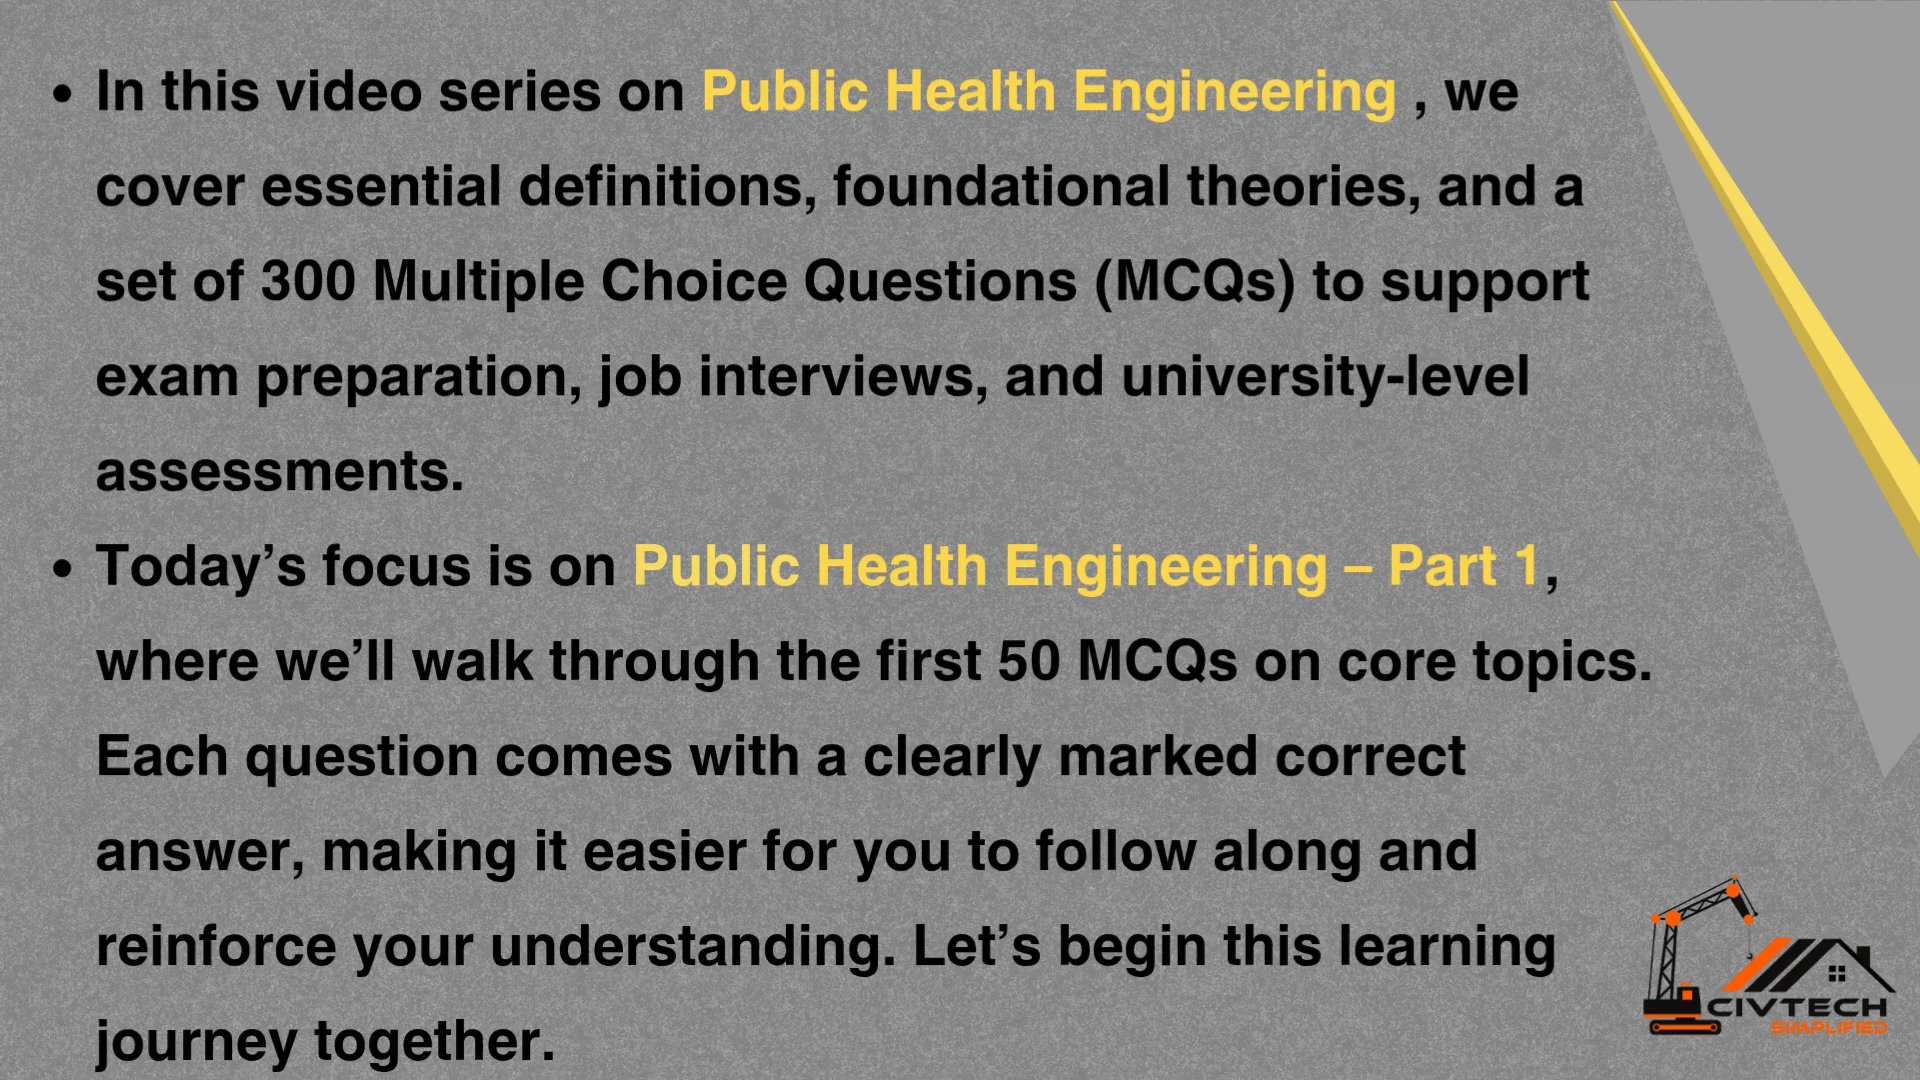 • In this video series on Public Health Engineering , we
cover essential definitions, foundational theories, and a
set of 300 Multiple Choice Questions (MCQs) to support
exam preparation, job interviews, and university-level
assessments.
• Today’s focus is on Public Health Engineering – Part 1,
where we’ll walk through the first 50 MCQs on core topics.
Each question comes with a clearly marked correct
answer, making it easier for you to follow along and
reinforce your understanding. Let’s begin this learning
journey together.
CIVTECH
SIMPLIFIED